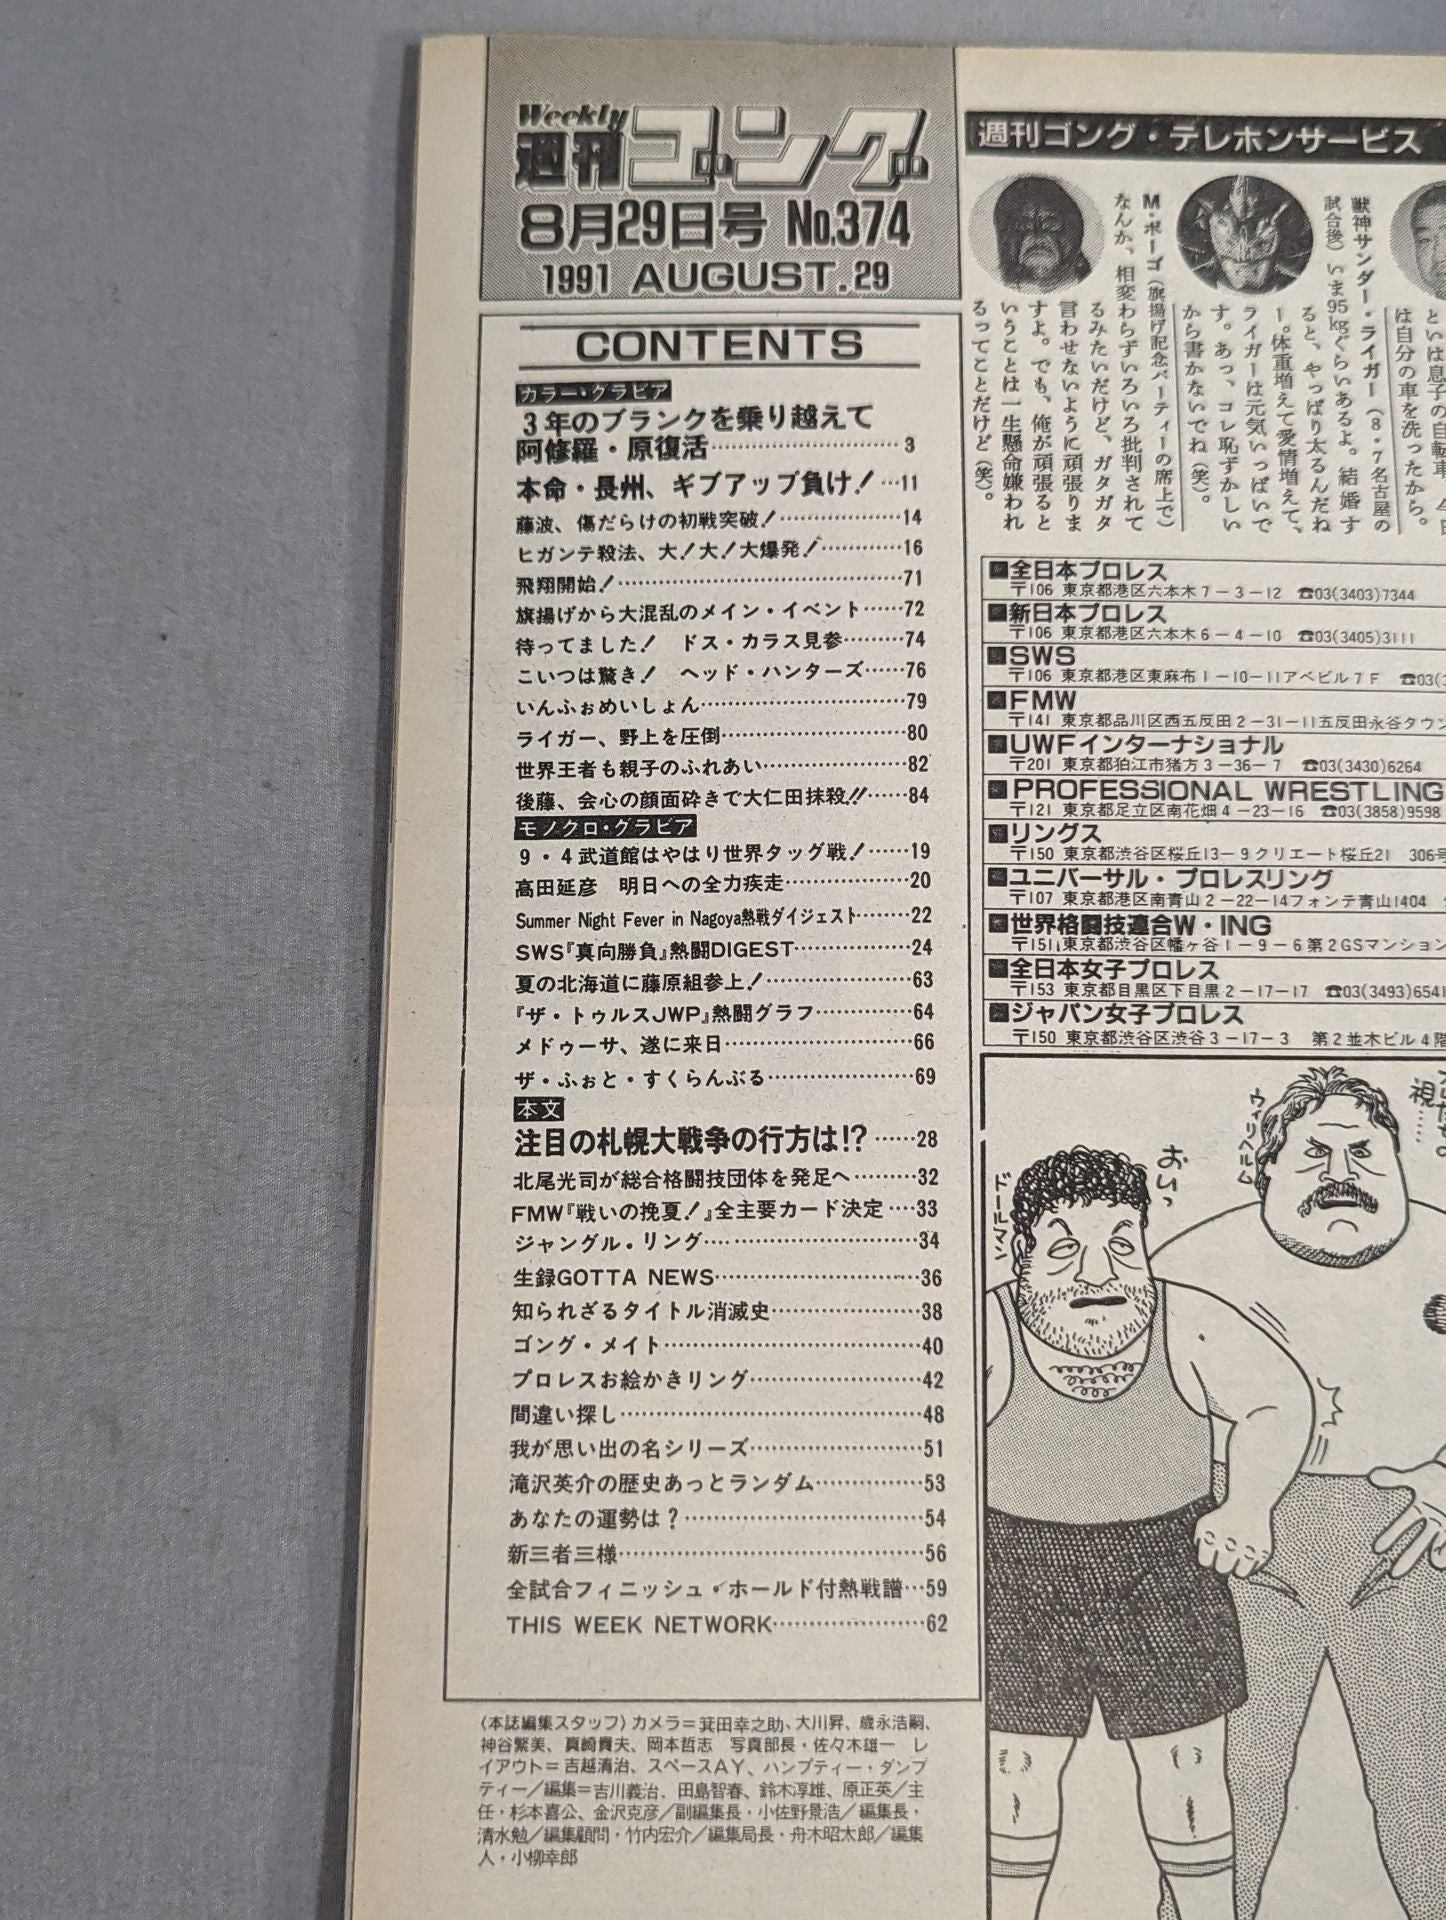 Weekly
週刊ゴング
8月29日号 No.374
1991 AUGUST.29
CONTENTS
カラー・グラビア
3年のブランクを乗り越えて
阿修羅・原復活……3
本命・長州、ギブアップ負け!…11
藤波、傷だらけの初戦突破!……14
ヒガンテ殺法、大!大!大爆発!……16
飛翔開始!……71
旗揚げから大混乱のメイン・イベント……72
待ってました! ドス・カラス見参……74
こいつは驚き! ヘッド・ハンターズ……76
いんふぉめいしょん……79
ライガー、野上を圧倒……80
世界王者も親子のふれあい……82
後藤、会心の顔面砕きで大仁田抹殺!!……84
モノクロ・グラビア
9・4武道館はやはり世界タッグ戦!……19
高田延彦 明日への全力疾走……20
Summer Night Fever in Nagoya熱戦ダイジェスト……22
SWS『真向勝負』熱闘DIGEST……24
夏の北海道に藤原組参上!……63
『ザ・トゥルスJWP』熱闘グラフ……64
メドゥーサ、遂に来日……66
ザ・ふぉと・すくらんぶる……69
本文
注目の札幌大戦争の行方は!?……28
北尾光司が総合格闘技団体を発足へ……32
FMW『戦いの挽夏!』全主要カード決定…33
ジャングル・リング……34
生録GOTTA NEWS……36
知られざるタイトル消滅史……38
ゴング・メイト……40
プロレスお絵かきリング……42
間違い探し……48
我が思い出の名シリーズ……51
滝沢英介の歴史あっとランダム……53
あなたの運勢は?……54
新三者三様……56
全試合フィニッシュ・ホールド付熱戦譜…59
THIS WEEK NETWORK……62
〈本誌編集スタッフ〉カメラ=箕田幸之助、大川昇、歳永浩嗣、
神谷繁美、真崎貴夫、岡本哲志 写真部長・佐々木雄一 レ
イアウト=吉越清治、スペースAY、ハンプティー・ダンプ
ティー/編集=吉川義治、田島智春、鈴木淳雄、原正英/主
任・杉本喜公、金沢克彦/副編集長・小佐野景浩/編集長・
清水勉/編集顧問・竹内宏介/編集局長・舟木昭太郎/編集
人・小柳幸郎
週刊ゴング・テレホンサービス
といは息子の自転車、今日
は自分の車を洗ったから。
獣神サンダー・ライガー(8・7名古屋の
試合後)いま95kgぐらいあるよ。結婚す
ると、やっぱり太るんだね
ー。体重増えて愛情増えて、
ライガーは元気いっぱいで
す。あっ、コレ恥ずかしい
から書かないでね(笑)。
M・ポーゴ(旗揚げ記念パーティーの席上で)
なんか、相変わらずいろいろ批判されて
るみたいだけど、ガタガタ
言わせないように頑張りま
すよ。でも、俺が頑張ると
いうことは一生懸命嫌われ
るってことだけど(笑)。
■全日本プロレス
〒106 東京都港区六本木7-3-12 ☎03(3403)7344
■新日本プロレス
〒106 東京都港区六本木6-4-10 ☎03(3405)3111
■SWS
〒106 東京都港区東麻布1-10-11アベビル7F ☎03(3
■FMW
〒141 東京都品川区西五反田2-31-11五反田永谷タウン
■UWFインターナショナル
〒201 東京都狛江市猪方3-36-7 ☎03(3430)6264
■PROFESSIONAL WRESTLING
〒121 東京都足立区南花畑4-23-16 ☎03(3858)9598
■リングス
〒150 東京都渋谷区桜丘13-9クリエート桜丘21 306号
■ユニバーサル・プロレスリング
〒107 東京都港区南青山2-22-14フォンテ青山1404
■世界格闘技連合W・ING
〒151 東京都渋谷区幡ヶ谷1-9-6第2GSマンション
■全日本女子プロレス
〒153 東京都目黒区下目黒2-17-17 ☎03(3493)6541
■ジャパン女子プロレス
〒150 東京都渋谷区渋谷3-17-3 第2並木ビル4階
視……
ウィリヘルム
おいっ
ドールマン